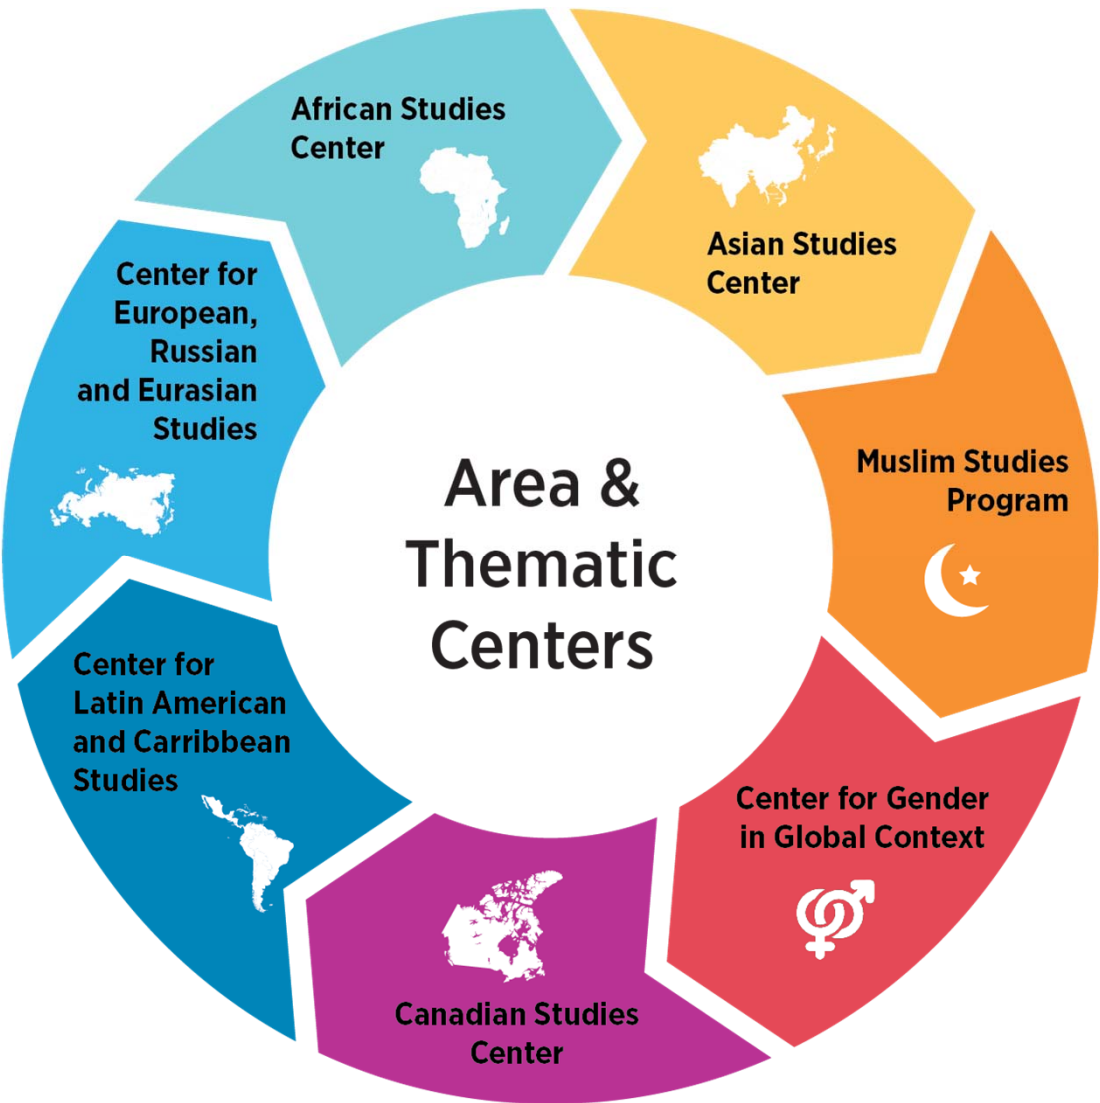 African Studies
Center
Asian Studies
Center
Muslim Studies
Program
Center for Gender
in Global Context
Canadian Studies
Center
Center for
Latin American
and Carribbean
Studies
Center for
European,
Russian
and Eurasian
Studies
Area &
Thematic
Centers